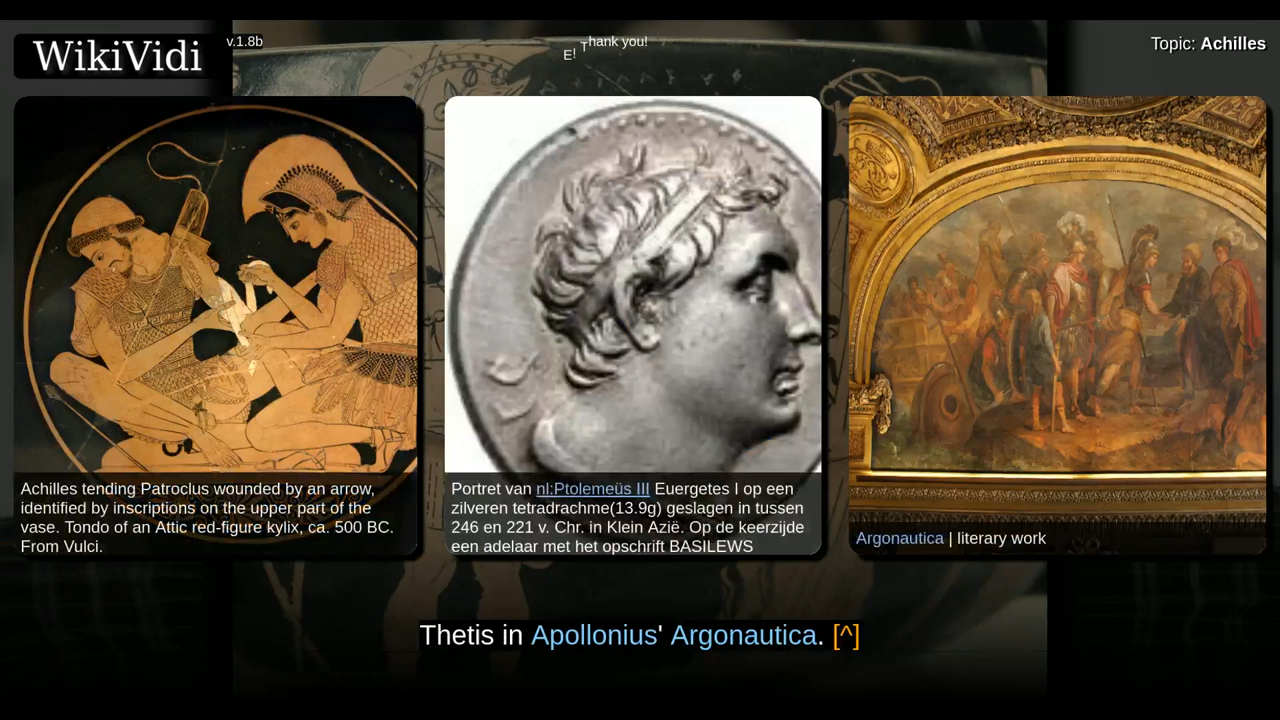 WikiVidi
v.1.8b
E! Thank you!
Topic: Achilles
Achilles tending Patroclus wounded by an arrow,
identified by inscriptions on the upper part of the
vase. Tondo of an Attic red-figure kylix, ca. 500 BC.
From Vulci.
Portret van nl:Ptolemeüs III Euergetes I op een
zilveren tetradrachme(13.9g) geslagen in tussen
246 en 221 v. Chr. in Klein Azië. Op de keerzijde
een adelaar met het opschrift BASILEWS
Argonautica | literary work
Thetis in Apollonius' Argonautica. [^]